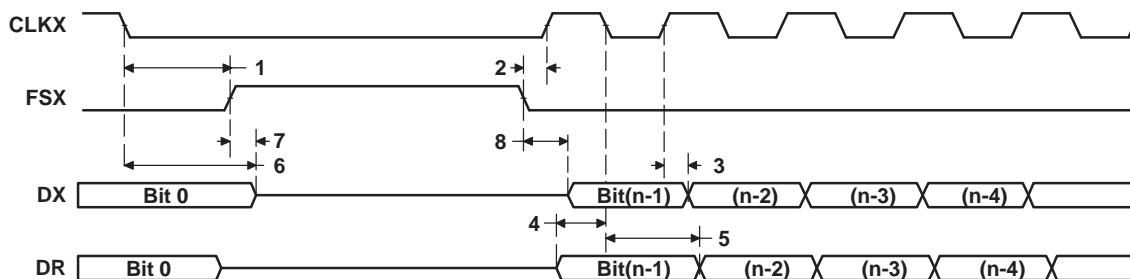 CLKX
1 2
FSX
7 8
6 3
DX Bit 0 Bit(n-1) (n-2) (n-3) (n-4)
4 5
DR Bit 0 Bit(n-1) (n-2) (n-3) (n-4)